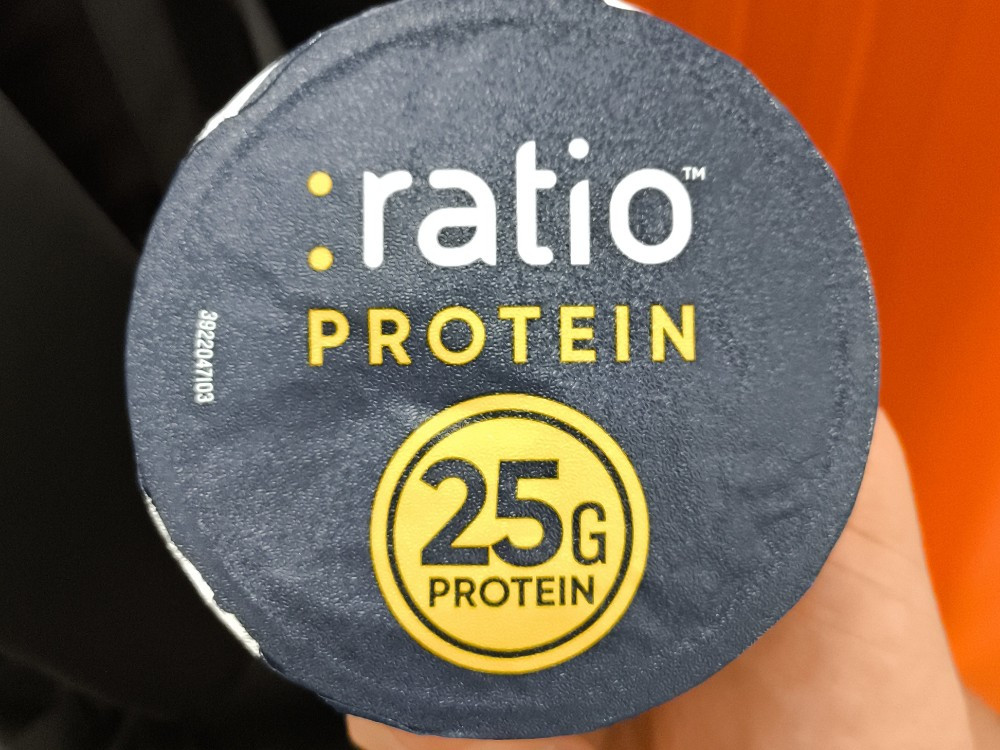 :ratio™
PROTEIN
3922047103
25G
PROTEIN